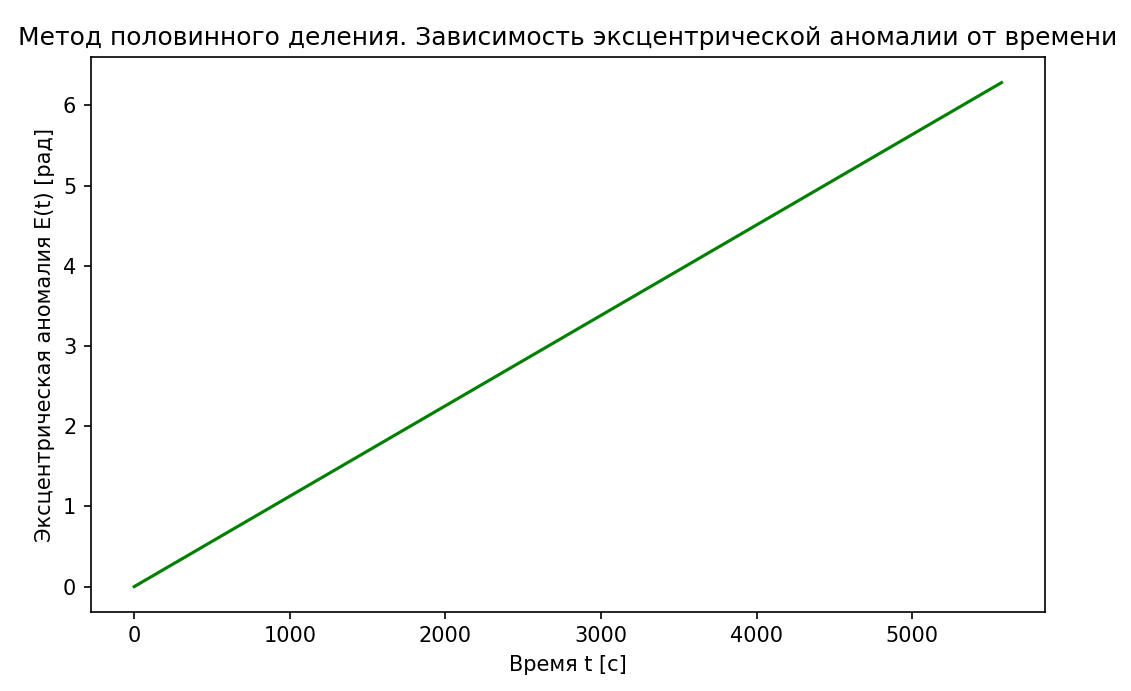 Метод половинного деления. Зависимость эксцентрической аномалии от времени
Эксцентрическая аномалия E(t) [рад]
6
5
4
3
2
1
0
0 1000 2000 3000 4000 5000
Время t [с]